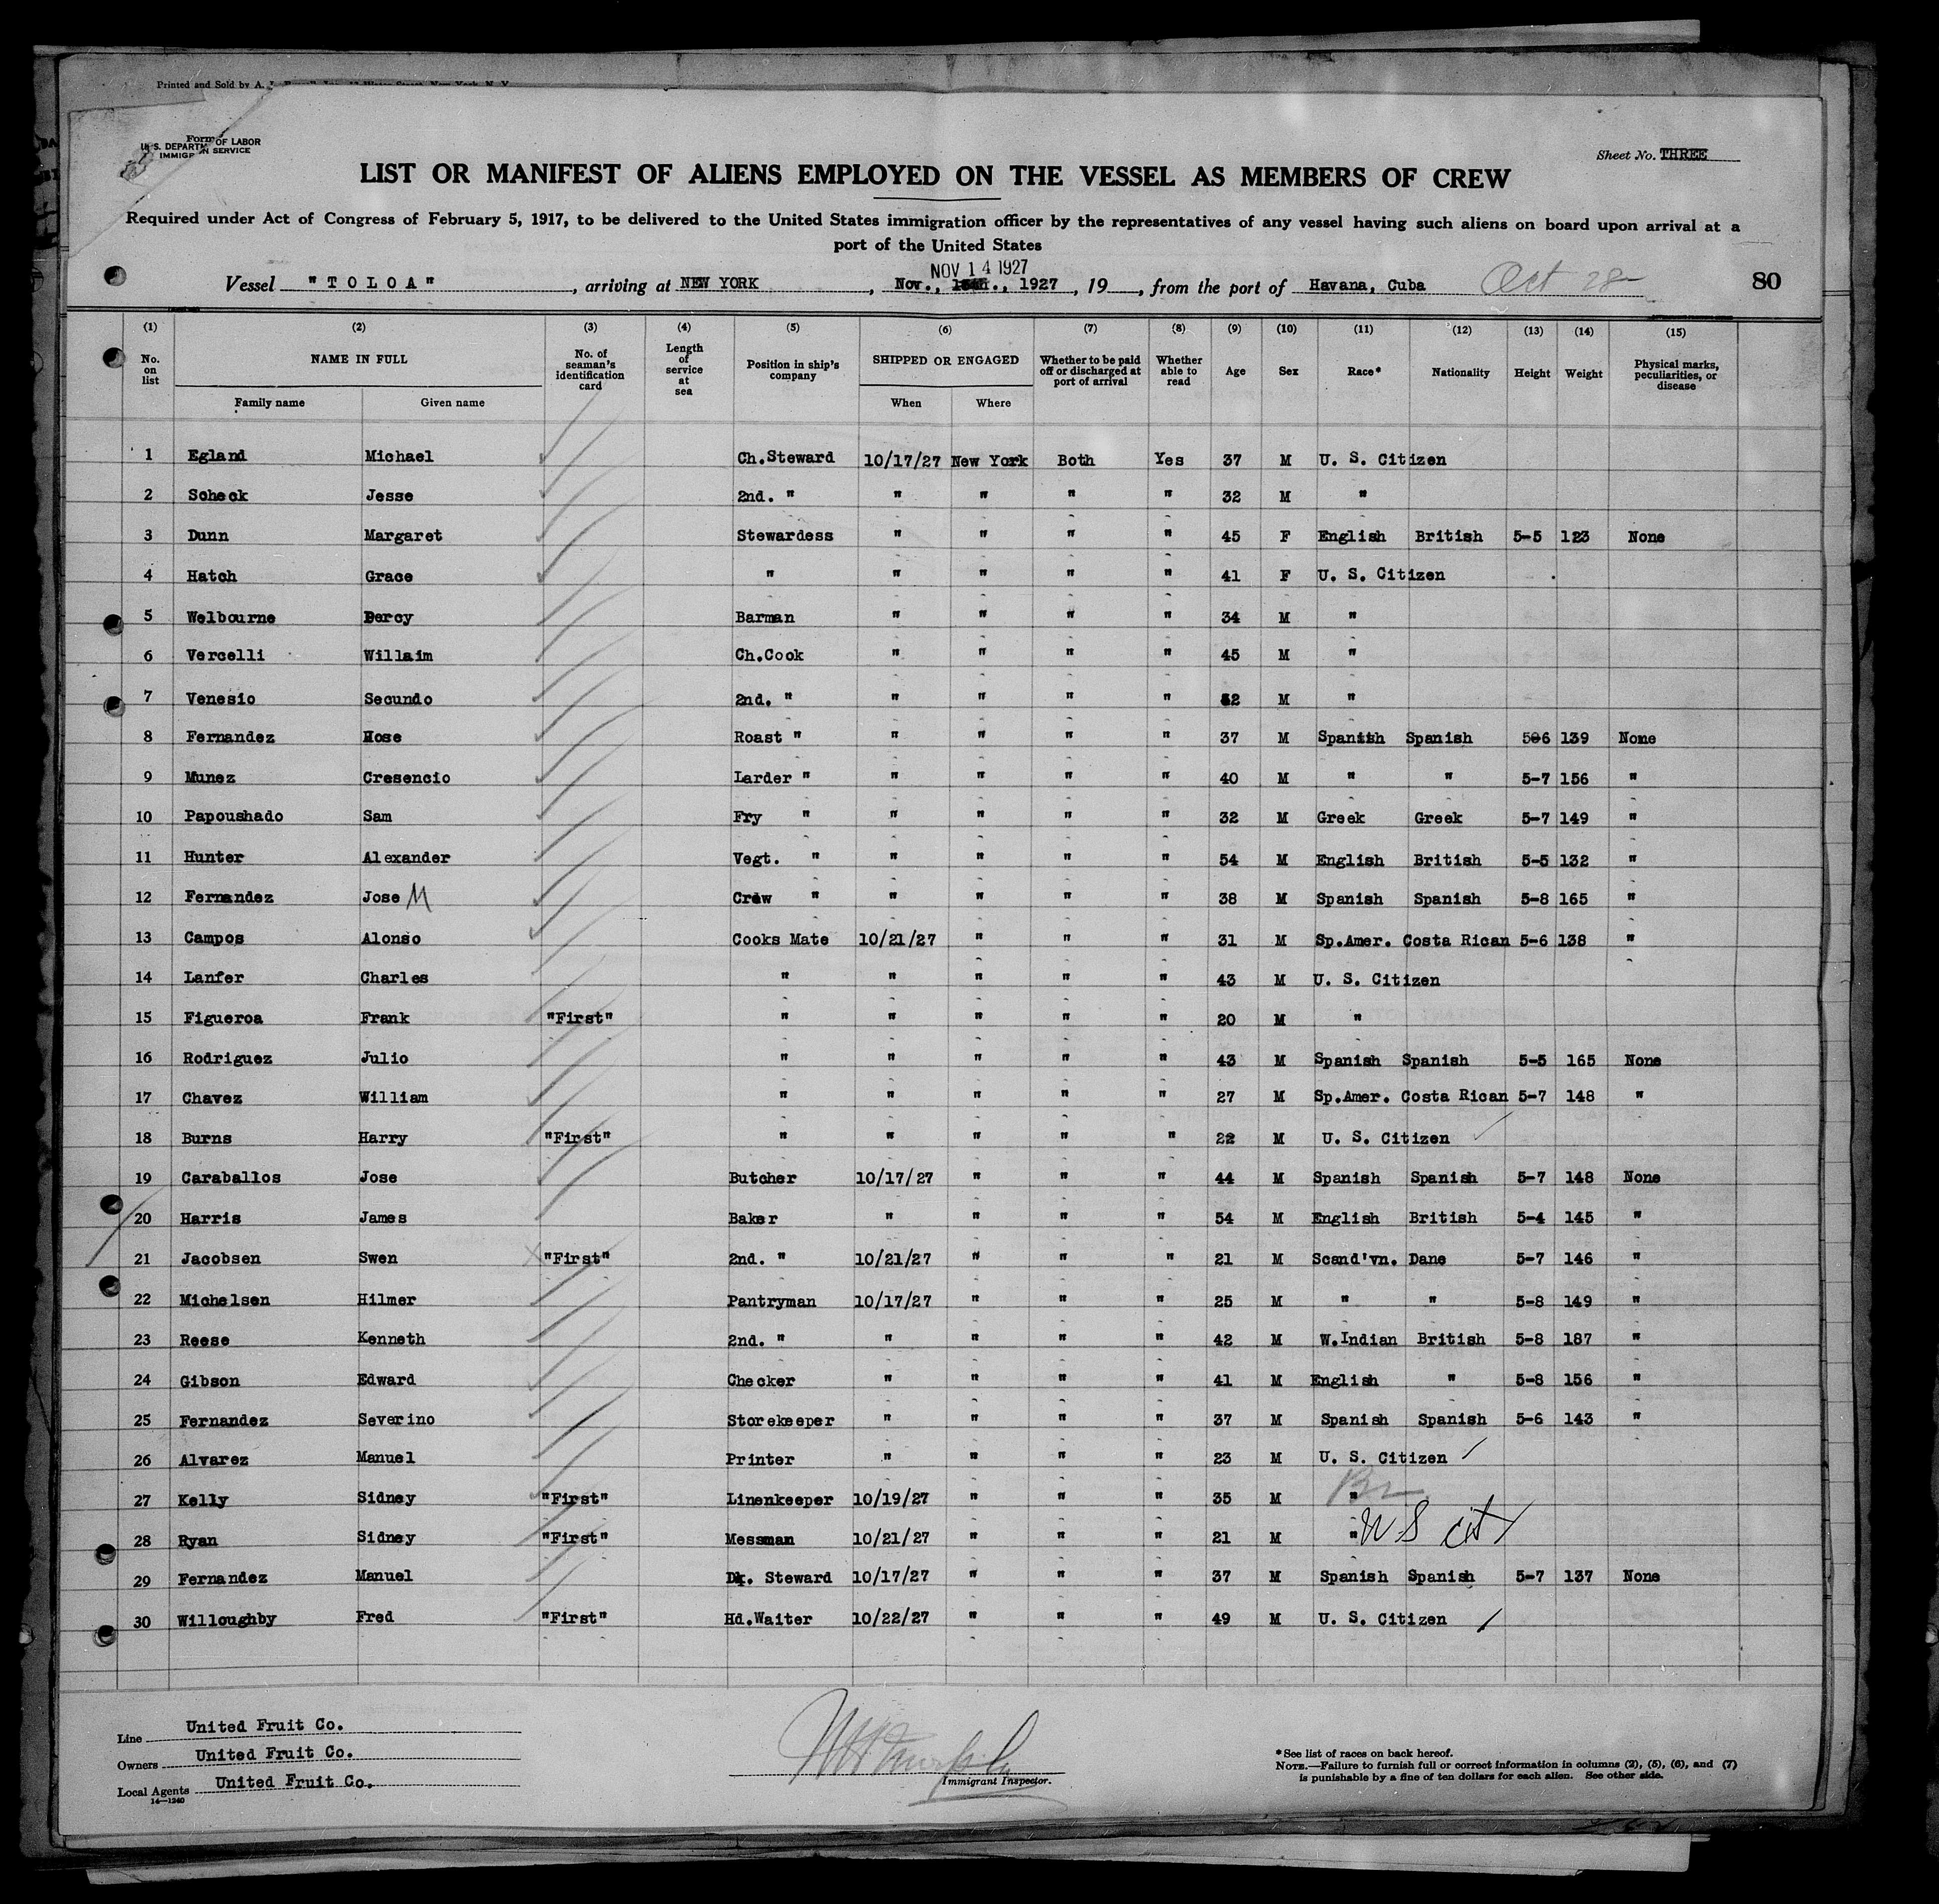 Printed and Sold by A.
Form
U. S. DEPARTM OF LABOR
IMMIGR N SERVICE
Sheet No. THREE
LIST OR MANIFEST OF ALIENS EMPLOYED ON THE VESSEL AS MEMBERS OF CREW
Required under Act of Congress of February 5, 1917, to be delivered to the United States immigration officer by the representatives of any vessel having such aliens on board upon arrival at a
port of the United States
NOV 14 1927
Vessel "TOLOA", arriving at NEW YORK, Nov., 1927, 19, from the port of Havana, Cuba Oct 28 80
(1) (2) (3) (4) (5) (6) (7) (8) (9) (10) (11) (12) (13) (14) (15)
No. on list NAME IN FULL No. of seaman's identification card Length of service at sea Position in ship's company SHIPPED OR ENGAGED Whether to be paid off or discharged at port of arrival Whether able to read Age Sex Race* Nationality Height Weight Physical marks, peculiarities, or disease
Family name Given name When Where
1 Egland Michael Ch.Steward 10/17/27 New York Both Yes 37 M U. S. Citizen
2 Scheck Jesse 2nd. " " " " " 32 M "
3 Dunn Margaret Stewardess " " " " 45 F English British 5-5 123 None
4 Hatch Grace " " " " " 41 F U. S. Citizen
5 Welbourne Percy Barman " " " " 34 M "
6 Vercelli Willaim Ch.Cook " " " " 45 M "
7 Venesio Secundo 2nd. " " " " " M "
8 Fernandez Hose Roast " " " " " 37 M Spanish Spanish 5-6 139 None
9 Munez Cresencio Larder " " " " " 40 M " " 5-7 156 "
10 Papoushado Sam Fry " " " " " 32 M Greek Greek 5-7 149 "
11 Hunter Alexander Vegt. " " " " " 54 M English British 5-5 132 "
12 Fernandez Jose M Crew " " " " " 38 M Spanish Spanish 5-8 165 "
13 Campos Alonso Cooks Mate 10/21/27 " " " 31 M Sp.Amer. Costa Rican 5-6 138 "
14 Lanfer Charles " " " " " 43 M U. S. Citizen
15 Figueroa Frank "First" " " " " " 20 M "
16 Rodriguez Julio " " " " " 43 M Spanish Spanish 5-5 165 None
17 Chavez William " " " " " 27 M Sp.Amer. Costa Rican 5-7 148 "
18 Burns Harry "First" " " " " " 22 M U. S. Citizen
19 Caraballos Jose Butcher 10/17/27 " " " 44 M Spanish Spanish 5-7 148 None
20 Harris James Baker " " " " 54 M English British 5-4 145 "
21 Jacobsen Swen "First" 2nd. " 10/21/27 " " " 21 M Scand'vn. Dane 5-7 146 "
22 Michelsen Hilmer Pantryman 10/17/27 " " " 25 M " " 5-8 149 "
23 Reese Kenneth 2nd. " " " " " 42 M W.Indian British 5-8 187 "
24 Gibson Edward Checker " " " " 41 M English " 5-8 156 "
25 Fernandez Severino Storekeeper " " " " 37 M Spanish Spanish 5-6 143 "
26 Alvarez Manuel Printer " " " " 23 M U. S. Citizen
27 Kelly Sidney "First" Linenkeeper 10/19/27 " " " 35 M " Br
28 Ryan Sidney "First" Messman 10/21/27 " " " 21 M " U S Cit
29 Fernandez Manuel Dk. Steward 10/17/27 " " " 37 M Spanish Spanish 5-7 137 None
30 Willoughby Fred "First" Hd.Waiter 10/22/27 " " " 49 M U. S. Citizen
Line United Fruit Co.
Owners United Fruit Co.
Local Agents United Fruit Co.
14—1240
Immigrant Inspector.
*See list of races on back hereof.
NOTE.—Failure to furnish full or correct information in columns (2), (5), (6), and (7)
is punishable by a fine of ten dollars for each alien. See other side.